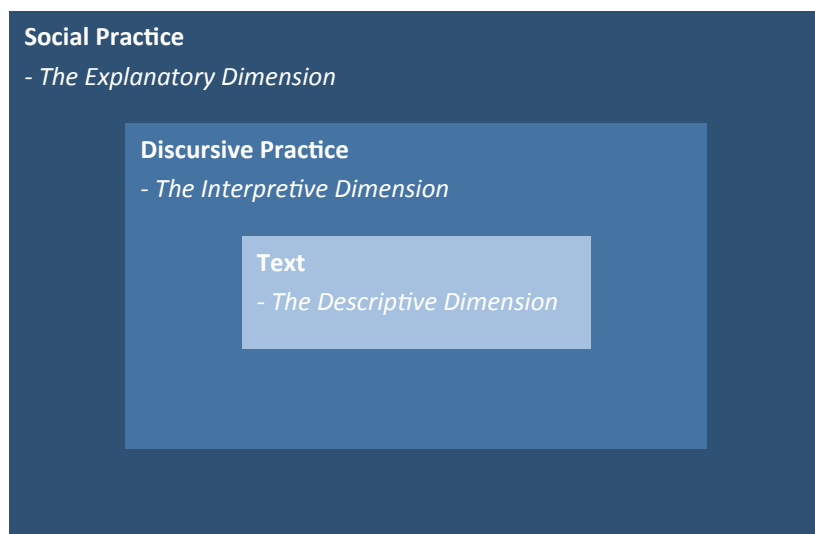 Social Practice
- The Explanatory Dimension
Discursive Practice
- The Interpretive Dimension
Text
- The Descriptive Dimension